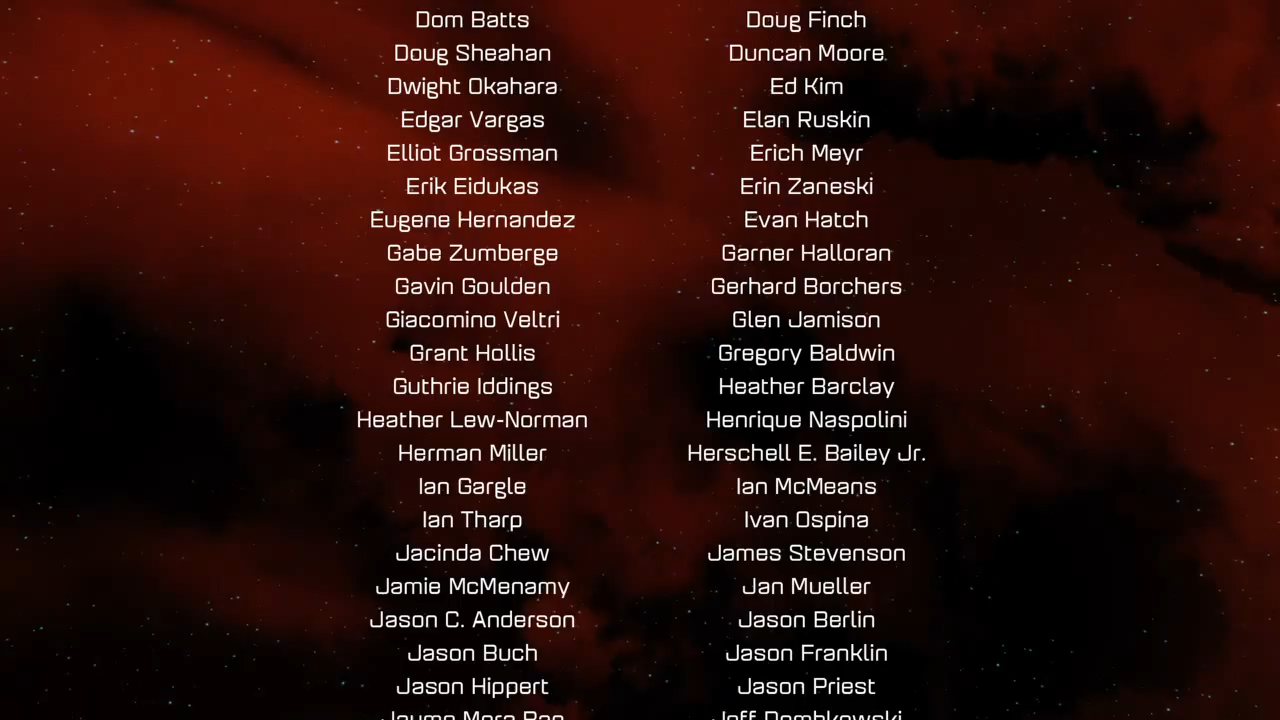 Dom Batts Doug Finch
Doug Sheahan Duncan Moore
Dwight Okahara Ed Kim
Edgar Vargas Elan Ruskin
Elliot Grossman Erich Meyr
Erik Eidukas Erin Zaneski
Eugene Hernandez Evan Hatch
Gabe Zumberge Garner Halloran
Gavin Goulden Gerhard Borchers
Giacomino Veltri Glen Jamison
Grant Hollis Gregory Baldwin
Guthrie Iddings Heather Barclay
Heather Lew-Norman Henrique Naspolini
Herman Miller Herschell E. Bailey Jr.
Ian Gargle Ian McMeans
Ian Tharp Ivan Ospina
Jacinda Chew James Stevenson
Jamie McMenamy Jan Mueller
Jason C. Anderson Jason Berlin
Jason Buch Jason Franklin
Jason Hippert Jason Priest